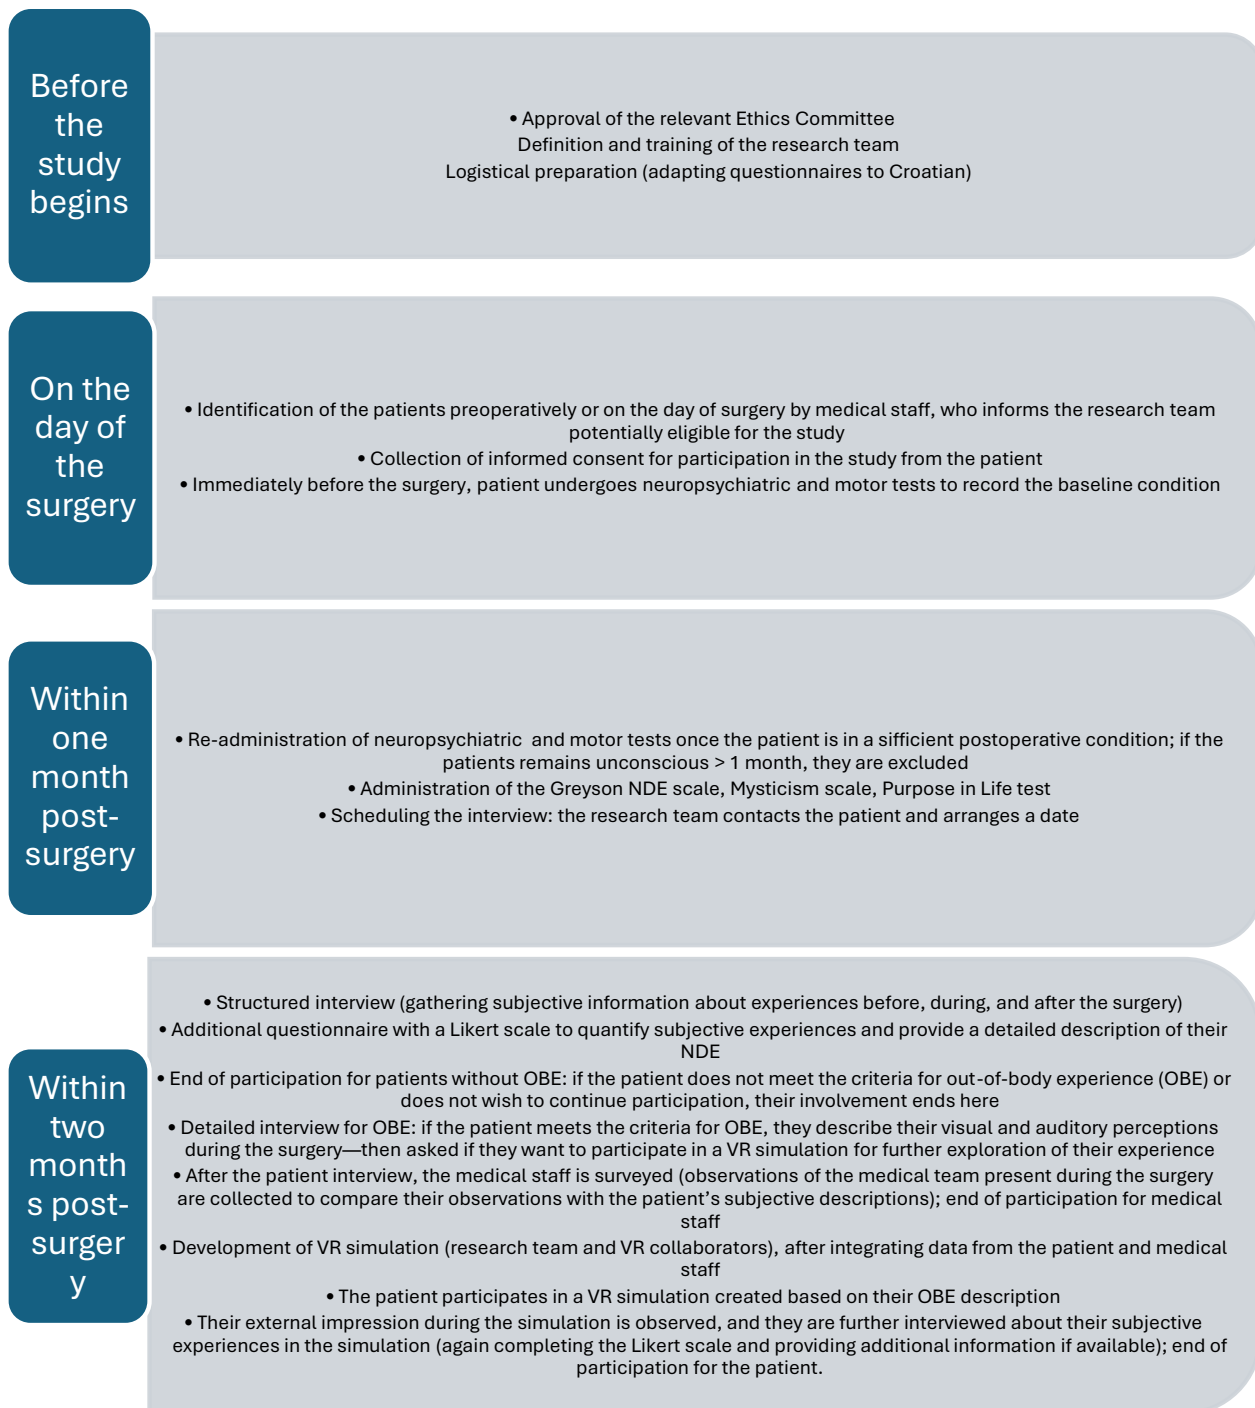 Before
the
study
begins
• Approval of the relevant Ethics Committee
Definition and training of the research team
Logistical preparation (adapting questionnaires to Croatian)
On the
day of
the
surgery
• Identification of the patients preoperatively or on the day of surgery by medical staff, who informs the research team
potentially eligible for the study
• Collection of informed consent for participation in the study from the patient
• Immediately before the surgery, patient undergoes neuropsychiatric and motor tests to record the baseline condition
Within
one
month
post-
surgery
• Re-administration of neuropsychiatric and motor tests once the patient is in a sifficient postoperative condition; if the
patients remains unconscious > 1 month, they are excluded
• Administration of the Greyson NDE scale, Mysticism scale, Purpose in Life test
• Scheduling the interview: the research team contacts the patient and arranges a date
Within
two
month
s post-
surger
y
• Structured interview (gathering subjective information about experiences before, during, and after the surgery)
• Additional questionnaire with a Likert scale to quantify subjective experiences and provide a detailed description of their
NDE
• End of participation for patients without OBE: if the patient does not meet the criteria for out-of-body experience (OBE) or
does not wish to continue participation, their involvement ends here
• Detailed interview for OBE: if the patient meets the criteria for OBE, they describe their visual and auditory perceptions
during the surgery—then asked if they want to participate in a VR simulation for further exploration of their experience
• After the patient interview, the medical staff is surveyed (observations of the medical team present during the surgery
are collected to compare their observations with the patient’s subjective descriptions); end of participation for medical
staff
• Development of VR simulation (research team and VR collaborators), after integrating data from the patient and medical
staff
• The patient participates in a VR simulation created based on their OBE description
• Their external impression during the simulation is observed, and they are further interviewed about their subjective
experiences in the simulation (again completing the Likert scale and providing additional information if available); end of
participation for the patient.